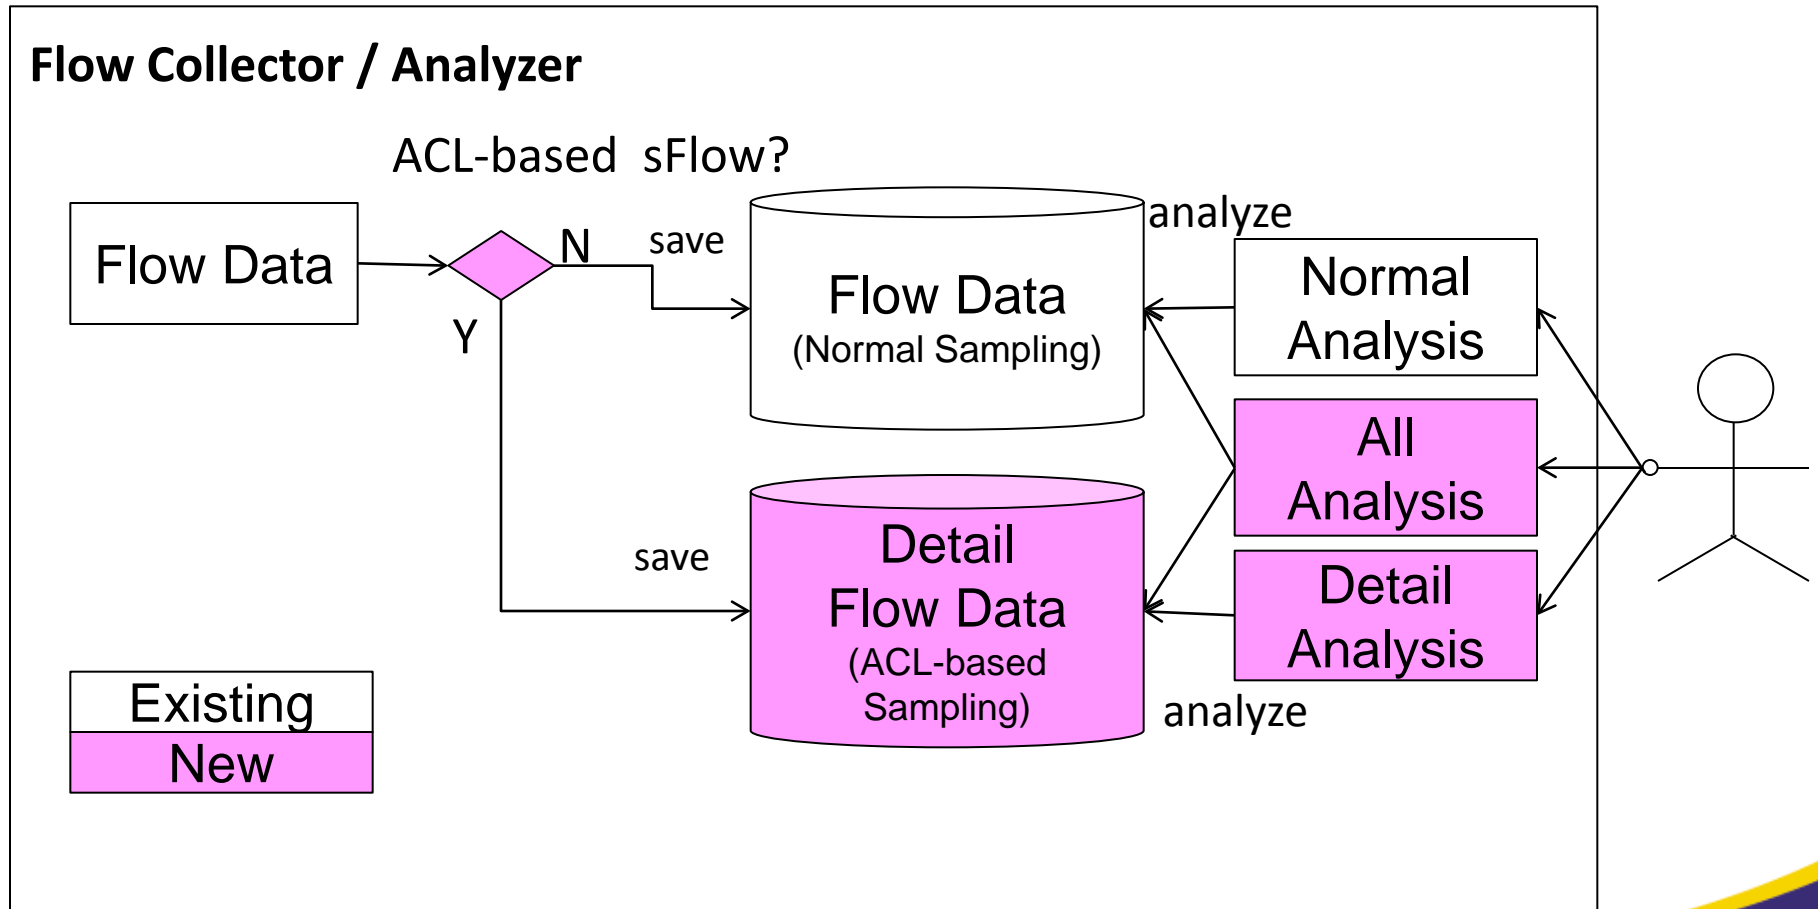 Flow Collector / Analyzer
ACL-based sFlow?
Flow Data
N
save
Y
Flow Data
(Normal Sampling)
analyze
Normal
Analysis
All
Analysis
save
Detail
Flow Data
(ACL-based
Sampling)
Detail
Analysis
analyze
Existing
New